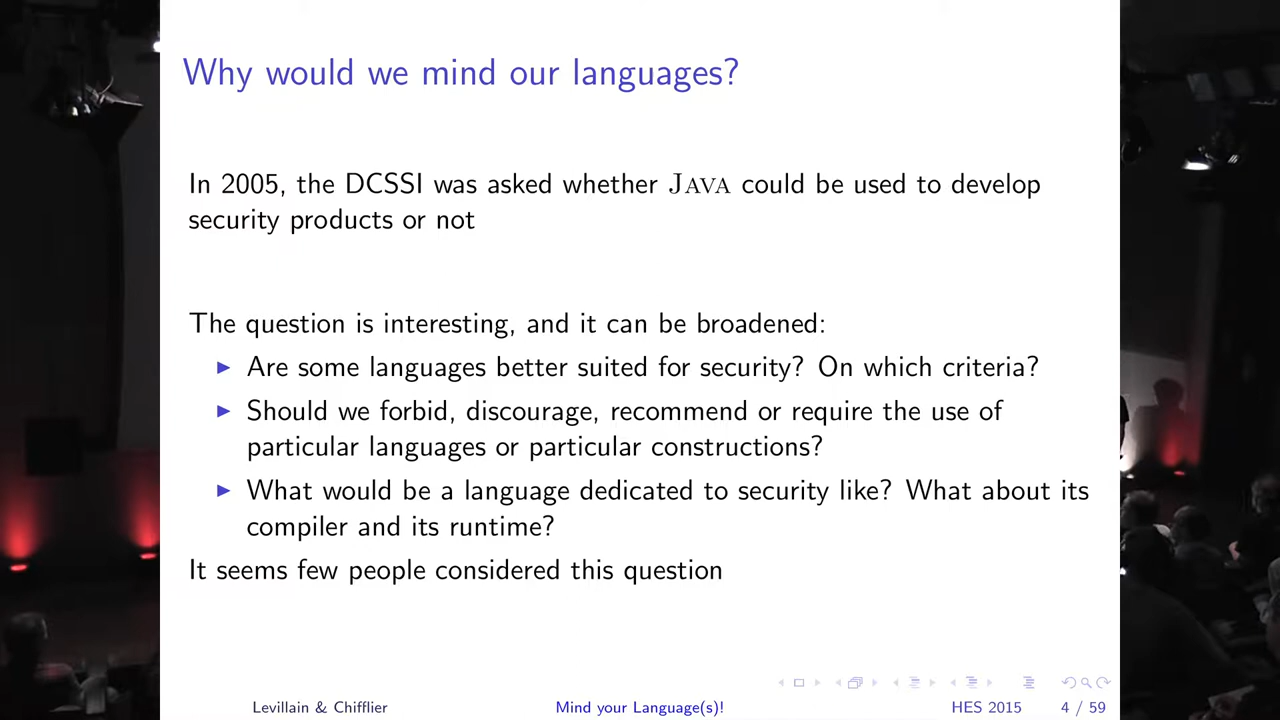 Why would we mind our languages?
In 2005, the DCSSI was asked whether JAVA could be used to develop
security products or not
The question is interesting, and it can be broadened:
Are some languages better suited for security? On which criteria?
Should we forbid, discourage, recommend or require the use of
particular languages or particular constructions?
What would be a language dedicated to security like? What about its
compiler and its runtime?
It seems few people considered this question
Levillain & Chifflier Mind your Language(s)! HES 2015 4 / 59